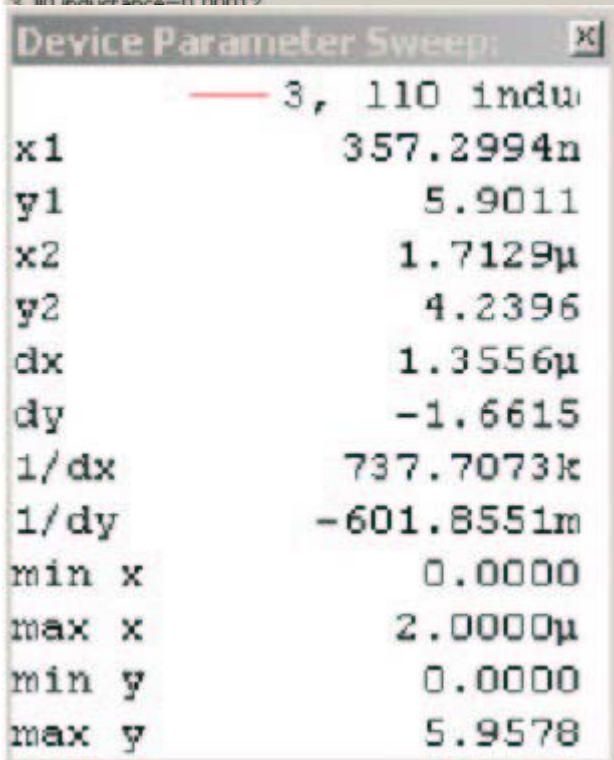 Device Parameter Sweep:
3, ll0 indu
x1 357.2994n
y1 5.9011
x2 1.7129µ
y2 4.2396
dx 1.3556µ
dy -1.6615
1/dx 737.7073k
1/dy -601.8551m
min x 0.0000
max x 2.0000µ
min y 0.0000
max y 5.9578